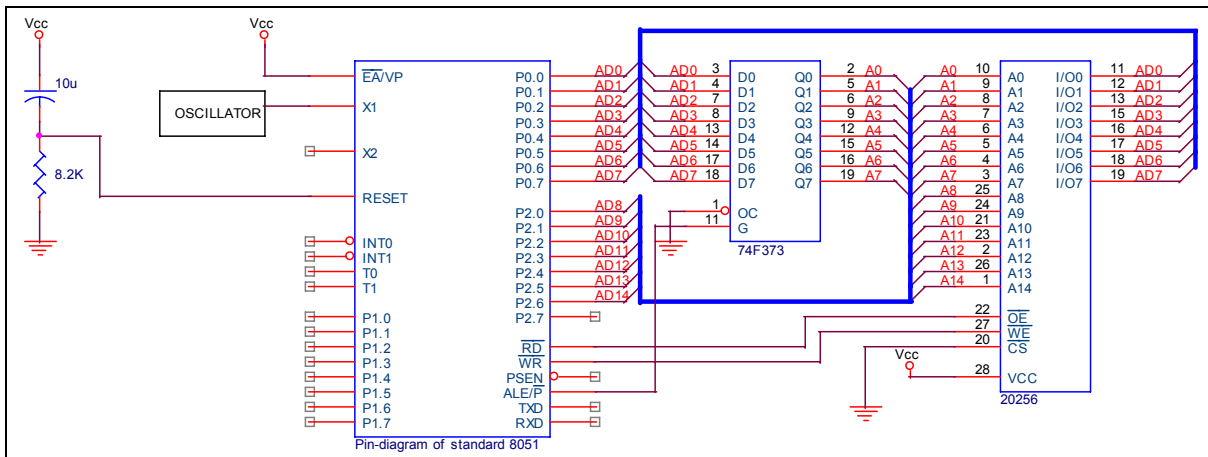 Vcc
10u
8.2K
Vcc
OSCILLATOR
EA/VP
X1
X2
RESET
INT0
INT1
T0
T1
P1.0
P1.1
P1.2
P1.3
P1.4
P1.5
P1.6
P1.7
P0.0
P0.1
P0.2
P0.3
P0.4
P0.5
P0.6
P0.7
P2.0
P2.1
P2.2
P2.3
P2.4
P2.5
P2.6
P2.7
RD
WR
PSEN
ALE/P
TXD
RXD
Pin-diagram of standard 8051
AD0
AD1
AD2
AD3
AD4
AD5
AD6
AD7
AD8
AD9
AD10
AD11
AD12
AD13
AD14
AD0 3 D0 Q0 2 A0
AD1 4 D1 Q1 5 A1
AD2 7 D2 Q2 6 A2
AD3 8 D3 Q3 9 A3
AD4 13 D4 Q4 12 A4
AD5 14 D5 Q5 15 A5
AD6 17 D6 Q6 16 A6
AD7 18 D7 Q7 19 A7
1 OC
11 G
74F373
A0 10 A0 I/O0 11 AD0
A1 9 A1 I/O1 12 AD1
A2 8 A2 I/O2 13 AD2
A3 7 A3 I/O3 15 AD3
A4 6 A4 I/O4 16 AD4
A5 5 A5 I/O5 17 AD5
A6 4 A6 I/O6 18 AD6
A7 3 A7 I/O7 19 AD7
A8 25 A8
A9 24 A9
A10 21 A10
A11 23 A11
A12 2 A12
A13 26 A13
A14 1 A14
22 OE
27 WE
20 CS
Vcc
28 VCC
20256